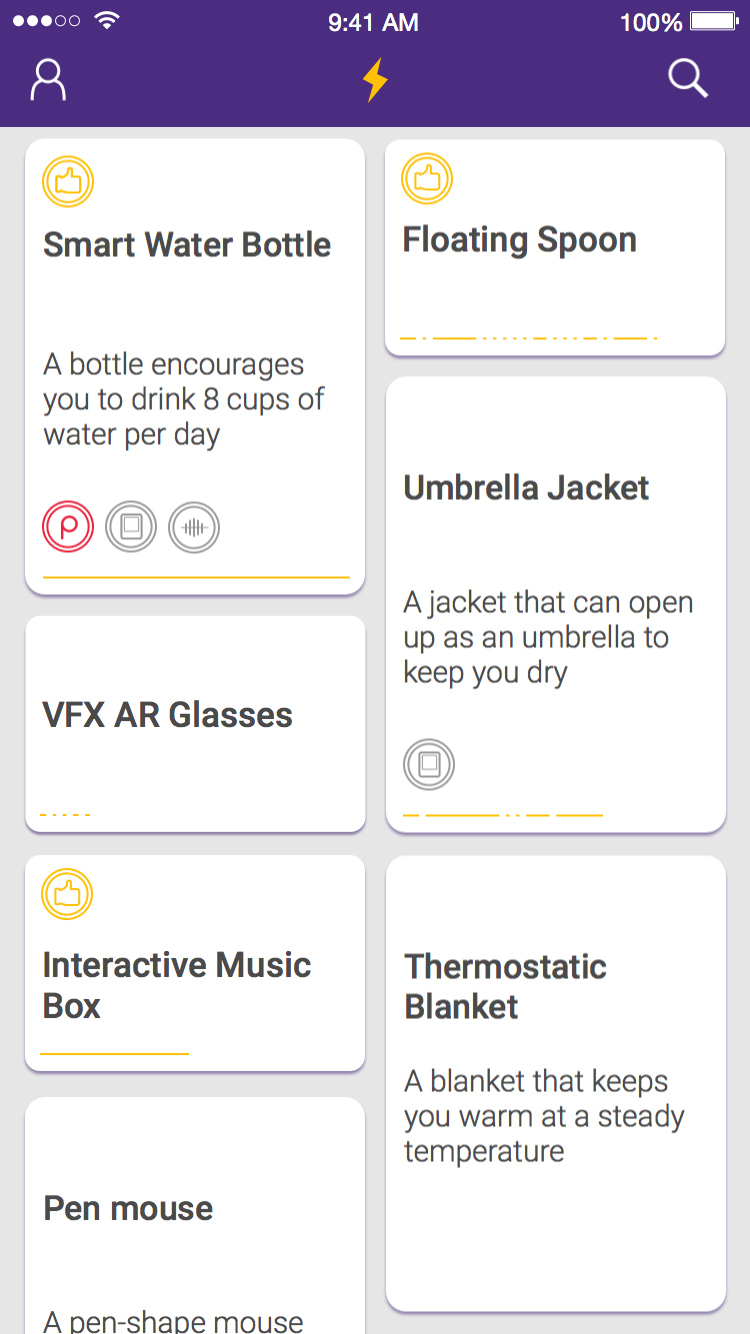 9:41 AM
100%
Smart Water Bottle
A bottle encourages
you to drink 8 cups of
water per day
Floating Spoon
Umbrella Jacket
A jacket that can open
up as an umbrella to
keep you dry
VFX AR Glasses
Interactive Music
Box
Thermostatic
Blanket
A blanket that keeps
you warm at a steady
temperature
Pen mouse
A pen-shape mouse